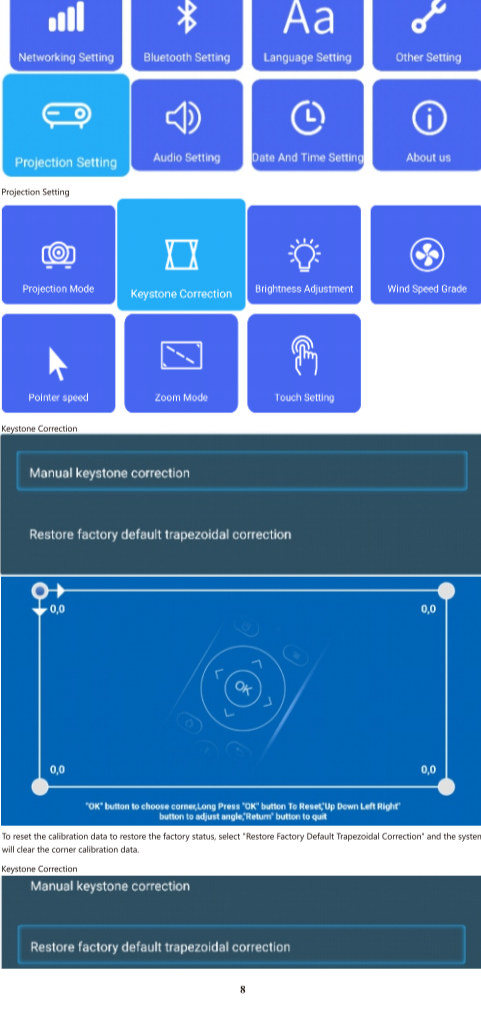 Networking Setting Bluetooth Setting Aa Language Setting Other Setting
Projection Setting Audio Setting Date And Time Setting About us
Projection Setting
Projection Mode Keystone Correction Brightness Adjustment Wind Speed Grade
Pointer speed Zoom Mode Touch Setting
Keystone Correction
Manual keystone correction
Restore factory default trapezoidal correction
0,0 0,0
OK
0,0 0,0
"OK" button to choose corner,Long Press "OK" button To Reset,"Up Down Left Right"
button to adjust angle,"Return" button to quit
To reset the calibration data to restore the factory status, select "Restore Factory Default Trapezoidal Correction" and the system
will clear the corner calibration data.
Keystone Correction
Manual keystone correction
Restore factory default trapezoidal correction
8